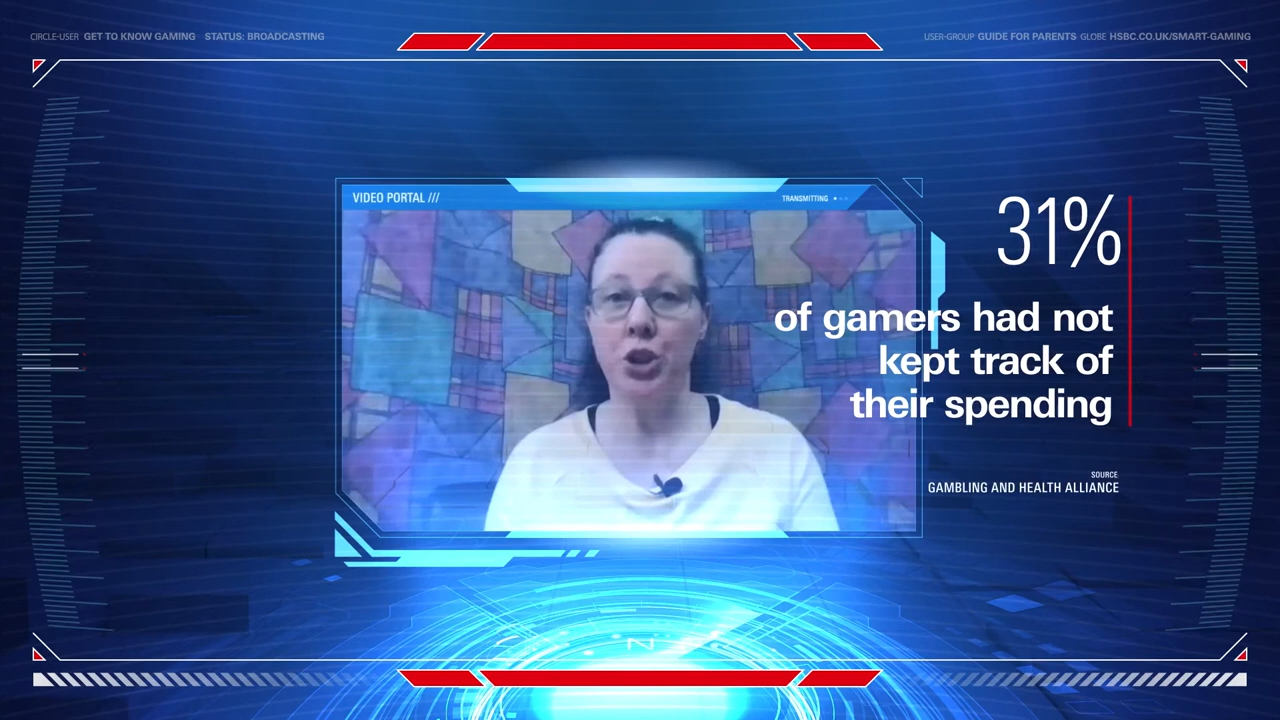 CIRCLE-USER GET TO KNOW GAMING STATUS: BROADCASTING
USER-GROUP GUIDE FOR PARENTS GLOBE HSBC.CO.UK/SMART-GAMING
VIDEO PORTAL ///
TRANSMITTING
31%
of gamers had not
kept track of
their spending
SOURCE
GAMBLING AND HEALTH ALLIANCE